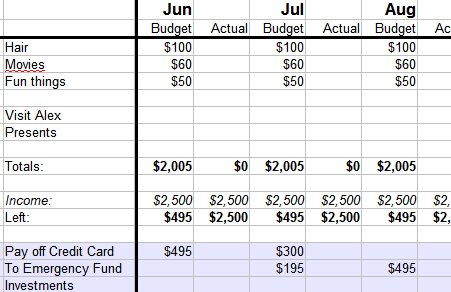 Jun Jul Aug
Budget Actual Budget Actual Budget Ac
Hair $100 $100 $100
Movies $60 $60 $60
Fun things $50 $50 $50
Visit Alex
Presents
Totals: $2,005 $0 $2,005 $0 $2,005
Income: $2,500 $2,500 $2,500 $2,500 $2,500 $2,
Left: $495 $2,500 $495 $2,500 $495 $2,
Pay off Credit Card $495 $300
To Emergency Fund $195 $495
Investments